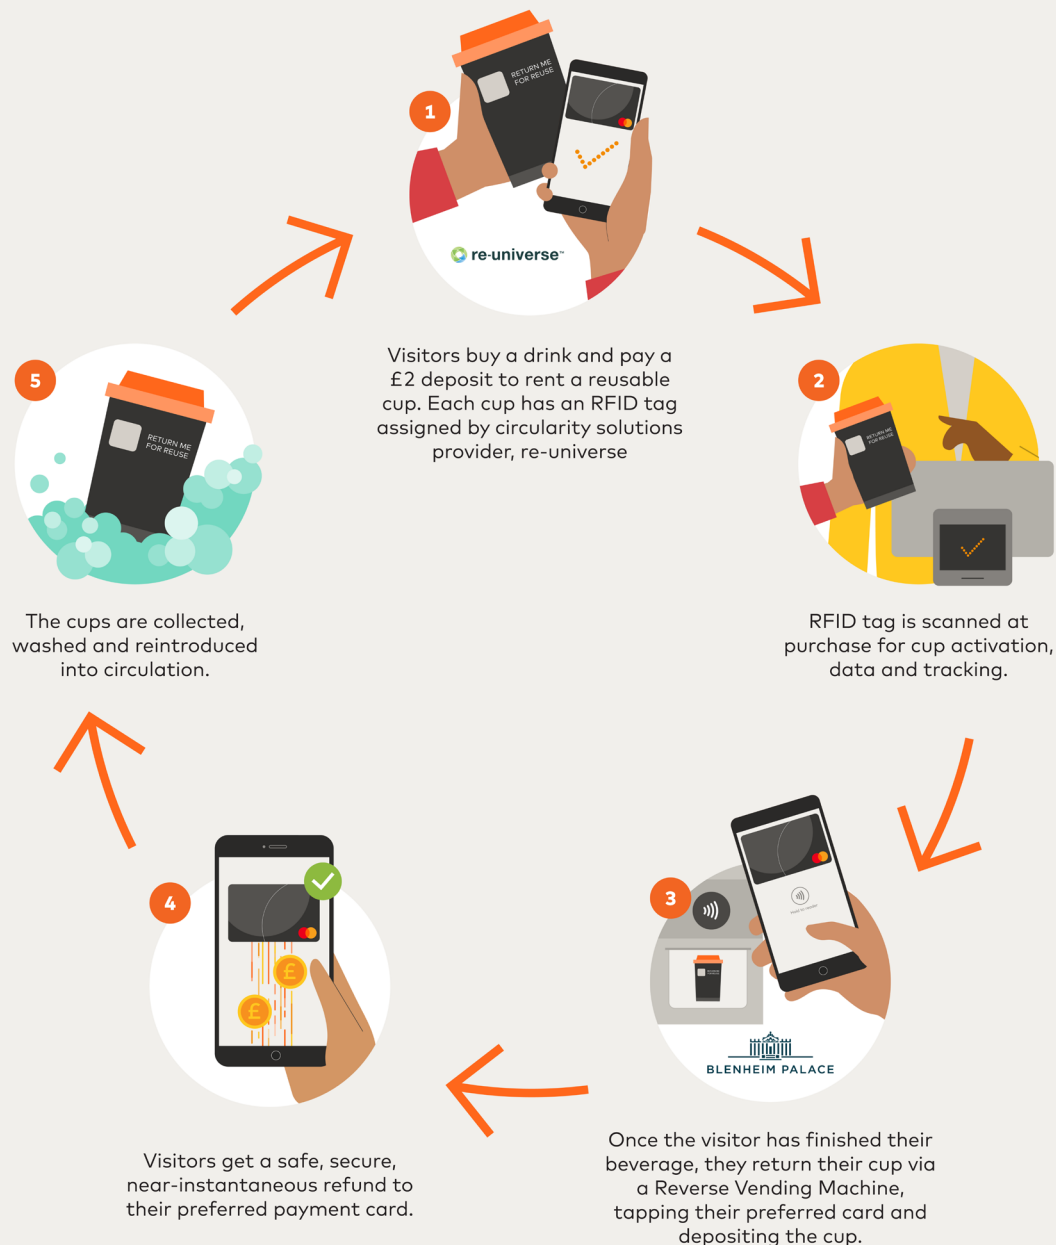 1
RETURN ME
FOR REUSE
re-universe™
Visitors buy a drink and pay a
£2 deposit to rent a reusable
cup. Each cup has an RFID tag
assigned by circularity solutions
provider, re-universe
2
RETURN ME
FOR REUSE
RFID tag is scanned at
purchase for cup activation,
data and tracking.
3
BLENHEIM PALACE
Once the visitor has finished their
beverage, they return their cup via
a Reverse Vending Machine,
tapping their preferred card and
depositing the cup.
4
£
£
Visitors get a safe, secure,
near-instantaneous refund to
their preferred payment card.
5
RETURN ME
FOR REUSE
The cups are collected,
washed and reintroduced
into circulation.